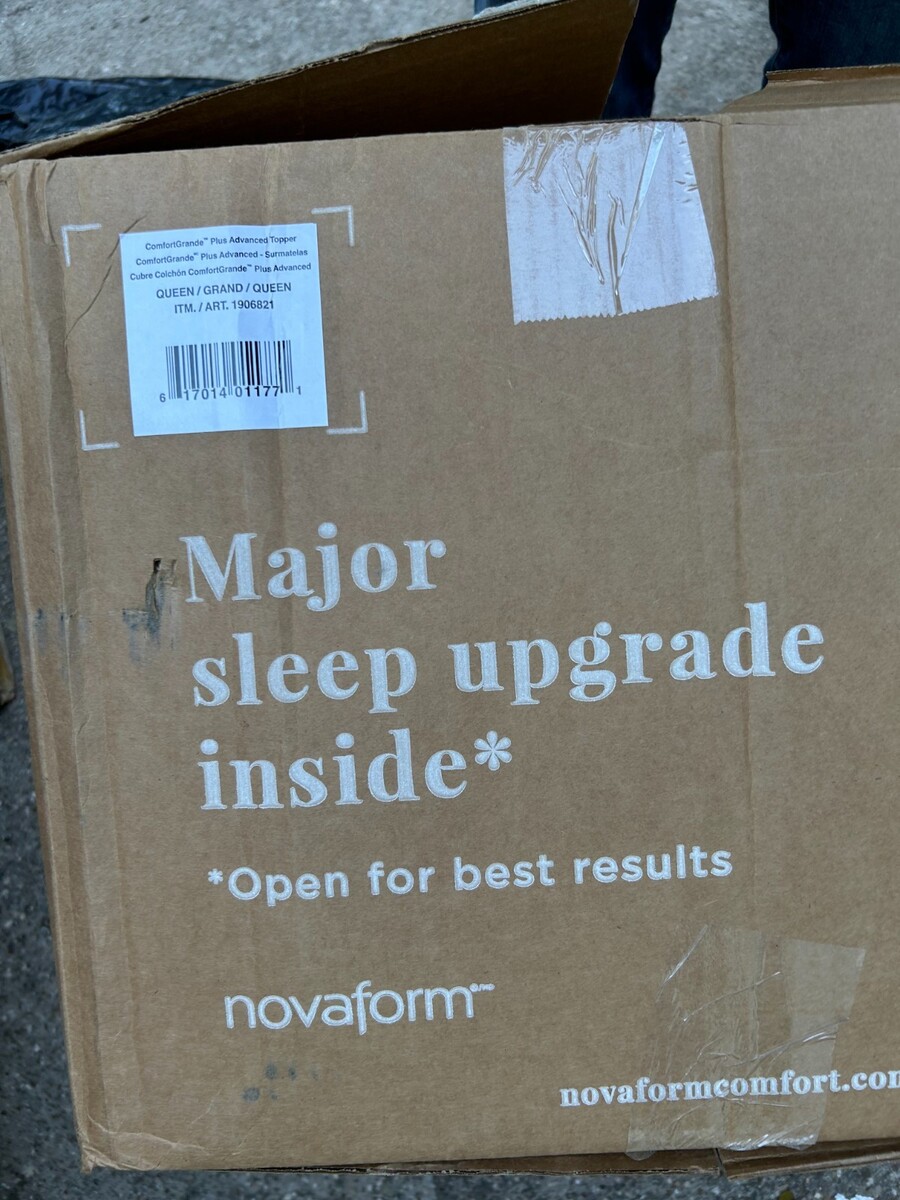 ComfortGrande™ Plus Advanced Topper
ComfortGrande™ Plus Advanced - Surmatelas
Cubre Colchón ComfortGrande™ Plus Advanced
QUEEN / GRAND / QUEEN
ITM. / ART. 1906821
6 17014 01177 1
Major
sleep upgrade
inside*
*Open for best results
novaform
novaformcomfort.com